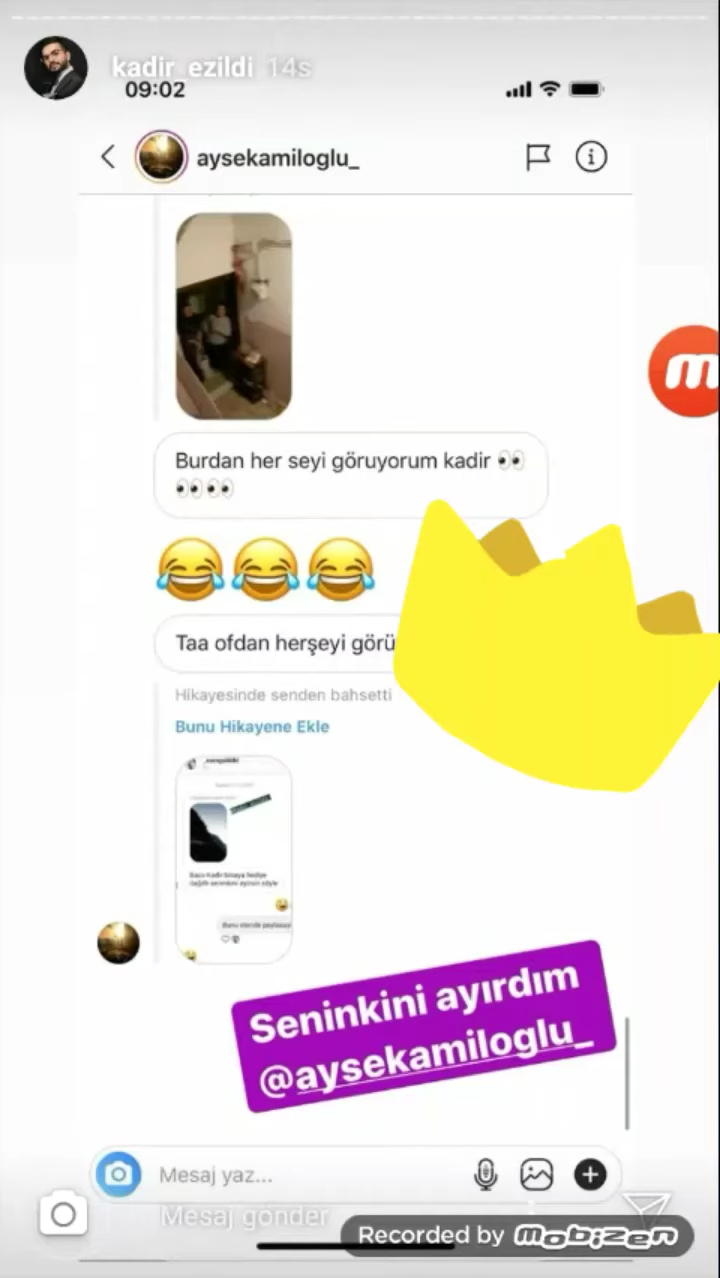 kadir_ezildi 14s
09:02
aysekamiloglu_
Burdan her seyi göruyorum kadir 👀
👀👀
😂😂😂
Taa ofdan herşeyi görü
Hikayesinde senden bahsetti
Bunu Hikayene Ekle
Seninkini ayırdım
@aysekamiloglu_
Mesaj yaz...
Mesaj gönder
Recorded by Mobizen
m